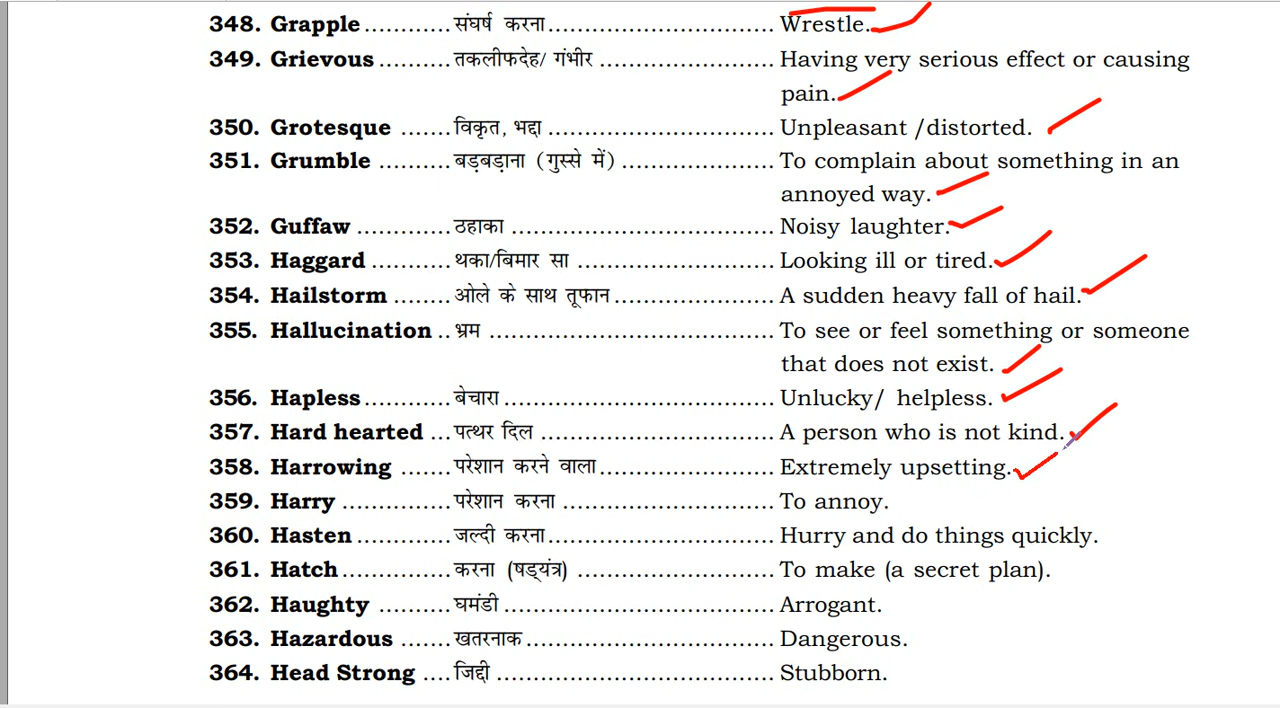 348. Grapple............संघर्ष करना..............................Wrestle.
349. Grievous ..........तकलीफदेह/ गंभीर ........................Having very serious effect or causing
pain.
350. Grotesque .......विकृत, भद्दा ..............................Unpleasant /distorted.
351. Grumble ..........बड़बड़ाना (गुस्से में) .....................To complain about something in an
annoyed way.
352. Guffaw .............ठहाका ...................................Noisy laughter.
353. Haggard ...........थका/बिमार सा ..........................Looking ill or tired.
354. Hailstorm ........ओले के साथ तूफान......................A sudden heavy fall of hail.
355. Hallucination ..भ्रम ......................................To see or feel something or someone
that does not exist.
356. Hapless............बेचारा ....................................Unlucky/ helpless.
357. Hard hearted ...पत्थर दिल ...............................A person who is not kind.
358. Harrowing .......परेशान करने वाला.......................Extremely upsetting.
359. Harry ...............परेशान करना ............................To annoy.
360. Hasten .............जल्दी करना..............................Hurry and do things quickly.
361. Hatch...............करना (षड्यंत्र) ..........................To make (a secret plan).
362. Haughty ..........घमंडी ....................................Arrogant.
363. Hazardous .......खतरनाक.................................Dangerous.
364. Head Strong ....जिद्दी .....................................Stubborn.